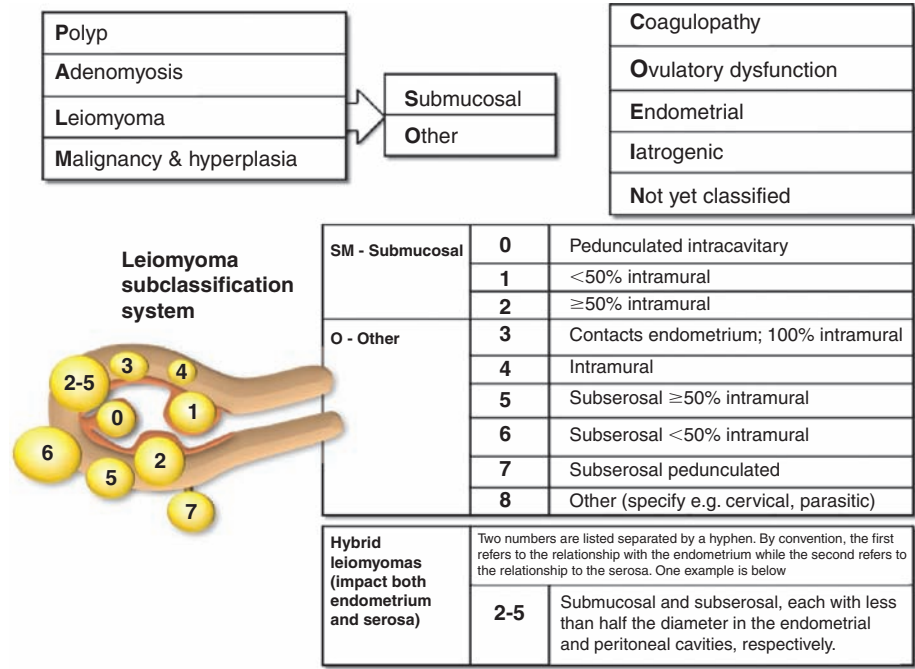 Polyp
Adenomyosis
Leiomyoma
Malignancy & hyperplasia
Submucosal
Other
Coagulopathy
Ovulatory dysfunction
Endometrial
Iatrogenic
Not yet classified
Leiomyoma
subclassification
system
2-5
3
4
0
1
6
5
2
7
SM - Submucosal
0 Pedunculated intracavitary
1 <50% intramural
2 ≥50% intramural
O - Other
3 Contacts endometrium; 100% intramural
4 Intramural
5 Subserosal ≥50% intramural
6 Subserosal <50% intramural
7 Subserosal pedunculated
8 Other (specify e.g. cervical, parasitic)
Hybrid
leiomyomas
(impact both
endometrium
and serosa)
Two numbers are listed separated by a hyphen. By convention, the first
refers to the relationship with the endometrium while the second refers to
the relationship to the serosa. One example is below
2-5
Submucosal and subserosal, each with less
than half the diameter in the endometrial
and peritoneal cavities, respectively.